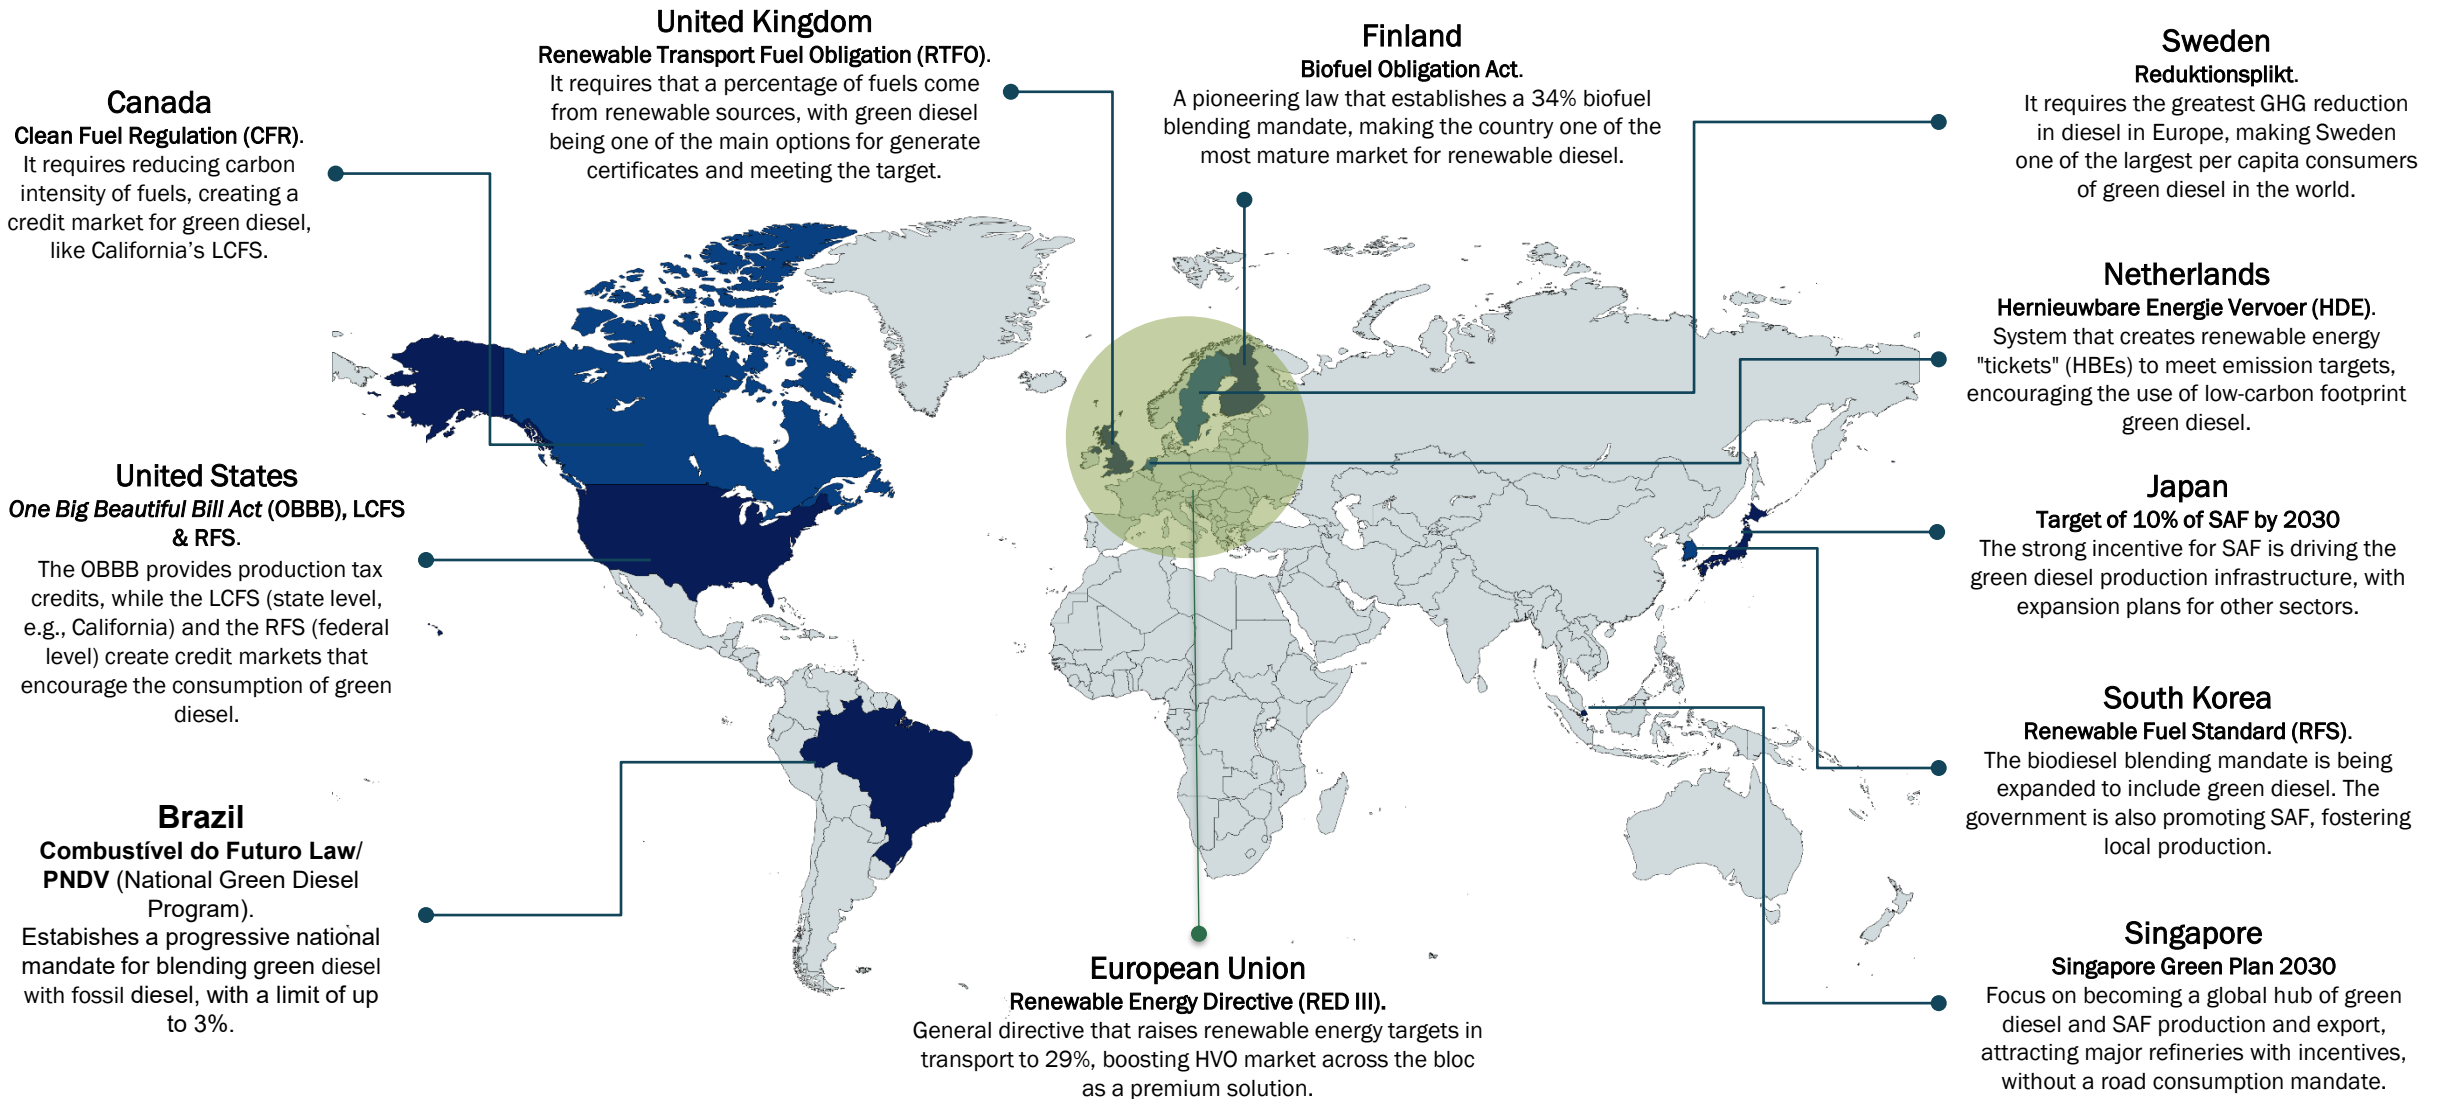 United Kingdom
Renewable Transport Fuel Obligation (RTFO).
It requires that a percentage of fuels come
from renewable sources, with green diesel
being one of the main options for generate
certificates and meeting the target.
Finland
Biofuel Obligation Act.
A pioneering law that establishes a 34% biofuel
blending mandate, making the country one of the
most mature market for renewable diesel.
Sweden
Reduktionsplikt.
It requires the greatest GHG reduction
in diesel in Europe, making Sweden
one of the largest per capita consumers
of green diesel in the world.
Canada
Clean Fuel Regulation (CFR).
It requires reducing carbon
intensity of fuels, creating a
credit market for green diesel,
like California’s LCFS.
Netherlands
Hernieuwbare Energie Vervoer (HDE).
System that creates renewable energy
"tickets" (HBEs) to meet emission targets,
encouraging the use of low-carbon footprint
green diesel.
United States
One Big Beautiful Bill Act (OBBB), LCFS
& RFS.
The OBBB provides production tax
credits, while the LCFS (state level,
e.g., California) and the RFS (federal
level) create credit markets that
encourage the consumption of green
diesel.
Japan
Target of 10% of SAF by 2030
The strong incentive for SAF is driving the
green diesel production infrastructure, with
expansion plans for other sectors.
South Korea
Renewable Fuel Standard (RFS).
The biodiesel blending mandate is being
expanded to include green diesel. The
government is also promoting SAF, fostering
local production.
Brazil
Combustível do Futuro Law/
PNDV (National Green Diesel
Program).
Estabishes a progressive national
mandate for blending green diesel
with fossil diesel, with a limit of up
to 3%.
European Union
Renewable Energy Directive (RED III).
General directive that raises renewable energy targets in
transport to 29%, boosting HVO market across the bloc
as a premium solution.
Singapore
Singapore Green Plan 2030
Focus on becoming a global hub of green
diesel and SAF production and export,
attracting major refineries with incentives,
without a road consumption mandate.